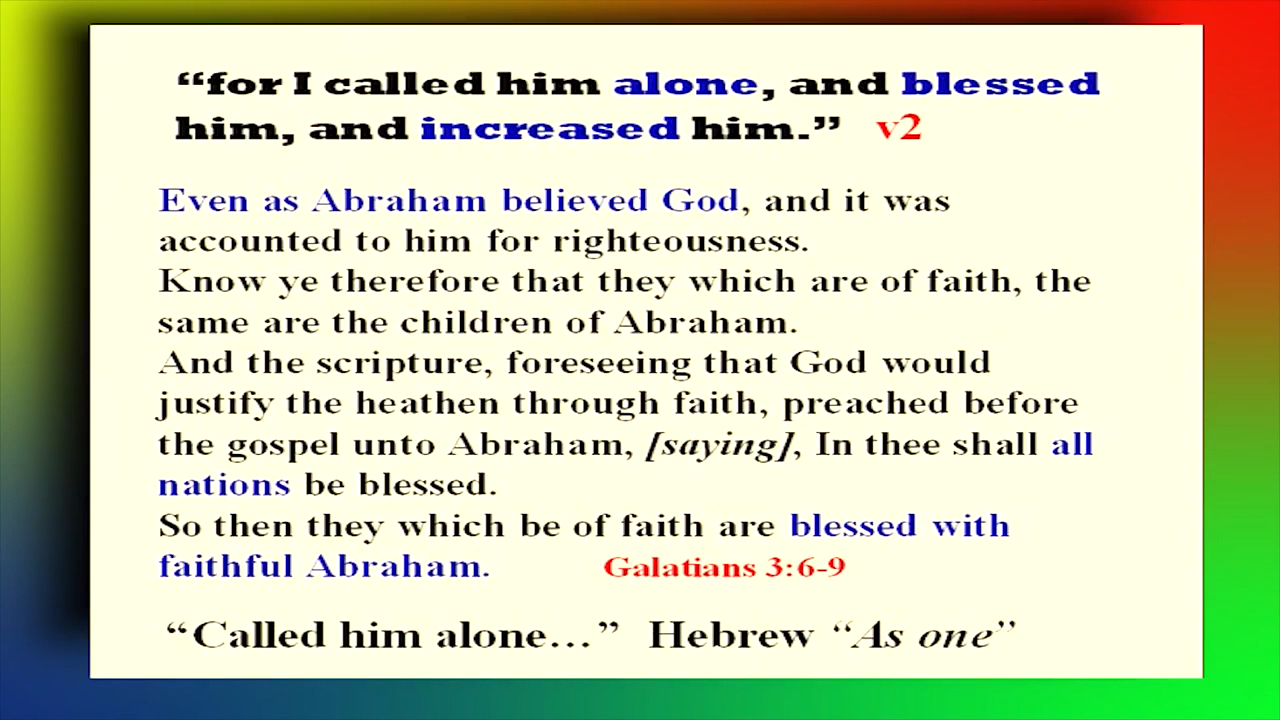 “for I called him alone, and blessed
him, and increased him.” v2
Even as Abraham believed God, and it was
accounted to him for righteousness.
Know ye therefore that they which are of faith, the
same are the children of Abraham.
And the scripture, foreseeing that God would
justify the heathen through faith, preached before
the gospel unto Abraham, [saying], In thee shall all
nations be blessed.
So then they which be of faith are blessed with
faithful Abraham. Galatians 3:6-9
“Called him alone…” Hebrew “As one”